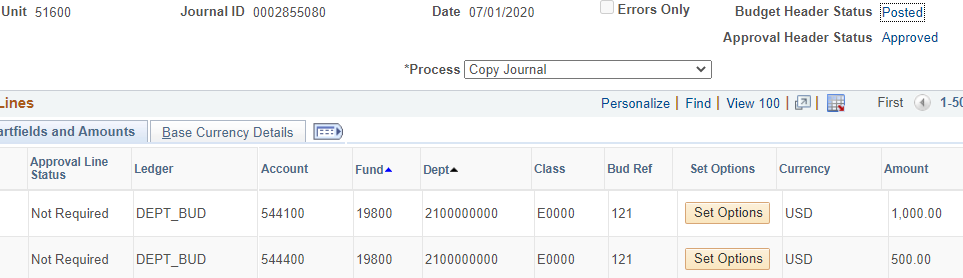 Unit 51600 Journal ID 0002855080 Date 07/01/2020 Errors Only Budget Header Status Posted
Approval Header Status Approved
*Process Copy Journal
Lines Personalize | Find | View 100 | | First 1-50
artfields and Amounts Base Currency Details
Approval Line Status Ledger Account Fund Dept Class Bud Ref Set Options Currency Amount
Not Required DEPT_BUD 544100 19800 2100000000 E0000 121 Set Options USD 1,000.00
Not Required DEPT_BUD 544400 19800 2100000000 E0000 121 Set Options USD 500.00